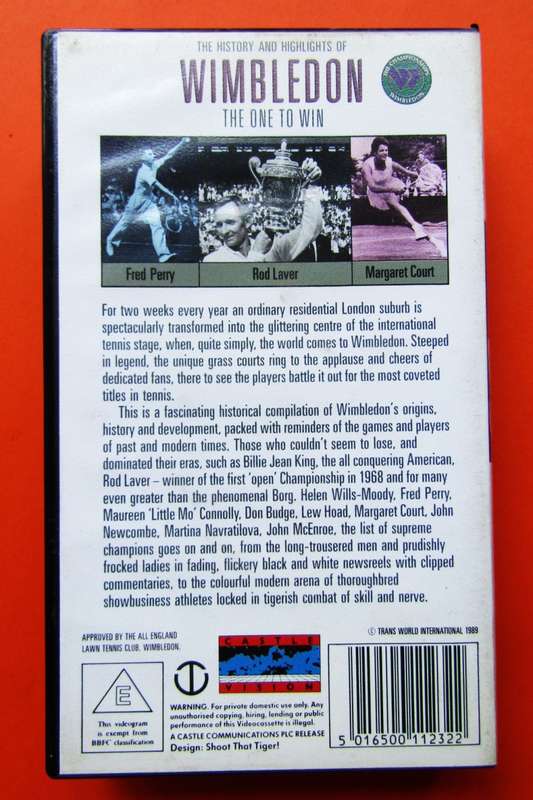 THE HISTORY AND HIGHLIGHTS OF
WIMBLEDON
THE ONE TO WIN
THE CHAMPIONSHIPS
WIMBLEDON
Fred Perry
Rod Laver
Margaret Court
For two weeks every year an ordinary residential London suburb is
spectacularly transformed into the glittering centre of the international
tennis stage, when, quite simply, the world comes to Wimbledon. Steeped
in legend, the unique grass courts ring to the applause and cheers of
dedicated fans, there to see the players battle it out for the most coveted
titles in tennis.
This is a fascinating historical compilation of Wimbledon's origins,
history and development, packed with reminders of the games and players
of past and modern times. Those who couldn't seem to lose, and
dominated their eras, such as Billie Jean King, the all conquering American,
Rod Laver – winner of the first 'open' Championship in 1968 and for many
even greater than the phenomenal Borg. Helen Wills-Moody, Fred Perry,
Maureen 'Little Mo' Connolly, Don Budge, Lew Hoad, Margaret Court, John
Newcombe, Martina Navratilova, John McEnroe, the list of supreme
champions goes on and on, from the long-trousered men and prudishly
frocked ladies in fading, flickery black and white newsreels with clipped
commentaries, to the colourful modern arena of thoroughbred
showbusiness athletes locked in tigerish combat of skill and nerve.
APPROVED BY THE ALL ENGLAND
LAWN TENNIS CLUB, WIMBLEDON.
© TRANS WORLD INTERNATIONAL 1989
E
This videogram
is exempt from
BBFC classification
CASTLE
VISION
WARNING. For private domestic use only. Any
unauthorised copying, hiring, lending or public
performance of this Videocassette is illegal.
A CASTLE COMMUNICATIONS PLC RELEASE
Design: Shoot That Tiger!
5 016500 112322